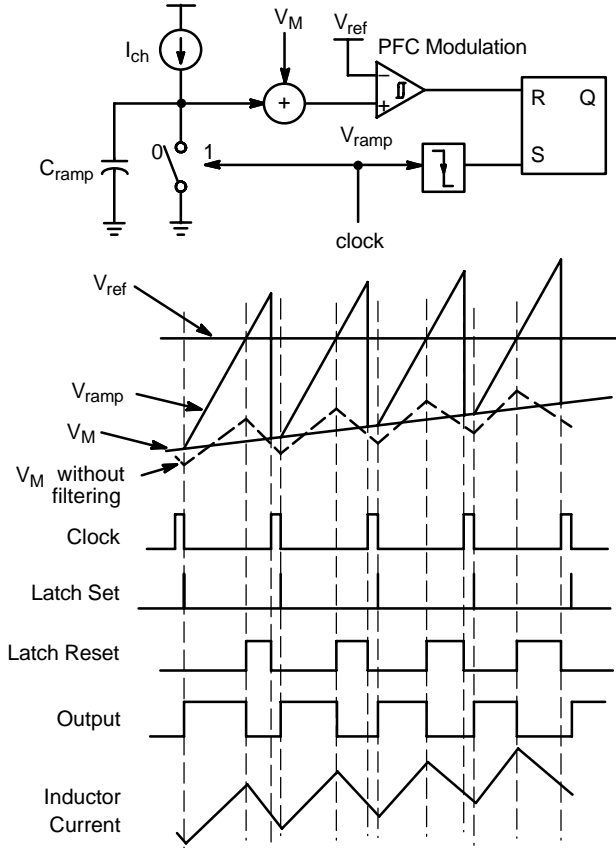 V_M V_ref
I_ch PFC Modulation
−
+
+
R Q
0 1 V_ramp
C_ramp
S
clock
V_ref
V_ramp
V_M
V_M without
filtering
Clock
Latch Set
Latch Reset
Output
Inductor
Current